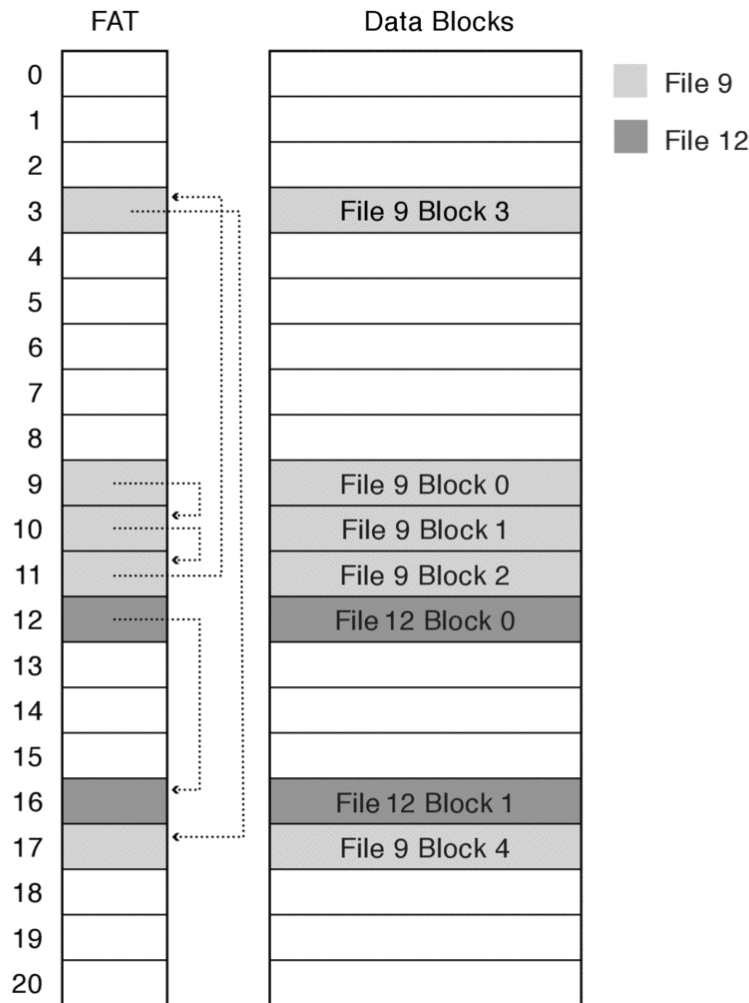 FAT Data Blocks
File 9
File 12
0
1
2
3 File 9 Block 3
4
5
6
7
8
9 File 9 Block 0
10 File 9 Block 1
11 File 9 Block 2
12 File 12 Block 0
13
14
15
16 File 12 Block 1
17 File 9 Block 4
18
19
20